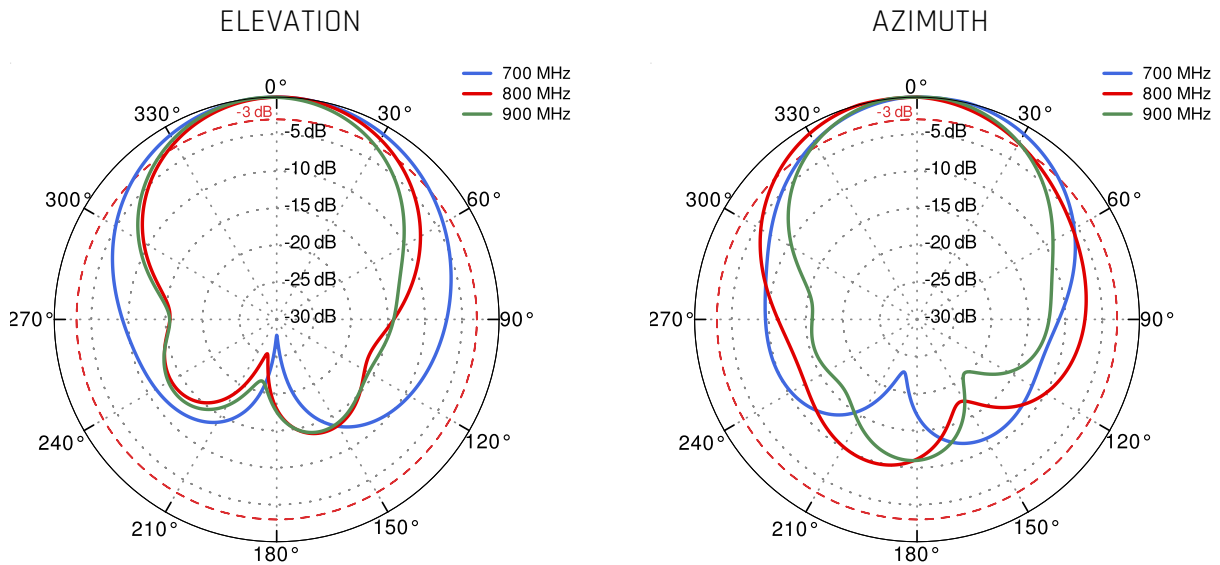 ELEVATION
700 MHz
800 MHz
900 MHz
0°
30°
60°
90°
120°
150°
180°
210°
240°
270°
300°
330°
-3 dB
-5 dB
-10 dB
-15 dB
-20 dB
-25 dB
-30 dB
AZIMUTH
700 MHz
800 MHz
900 MHz
0°
30°
60°
90°
120°
150°
180°
210°
240°
270°
300°
330°
-3 dB
-5 dB
-10 dB
-15 dB
-20 dB
-25 dB
-30 dB